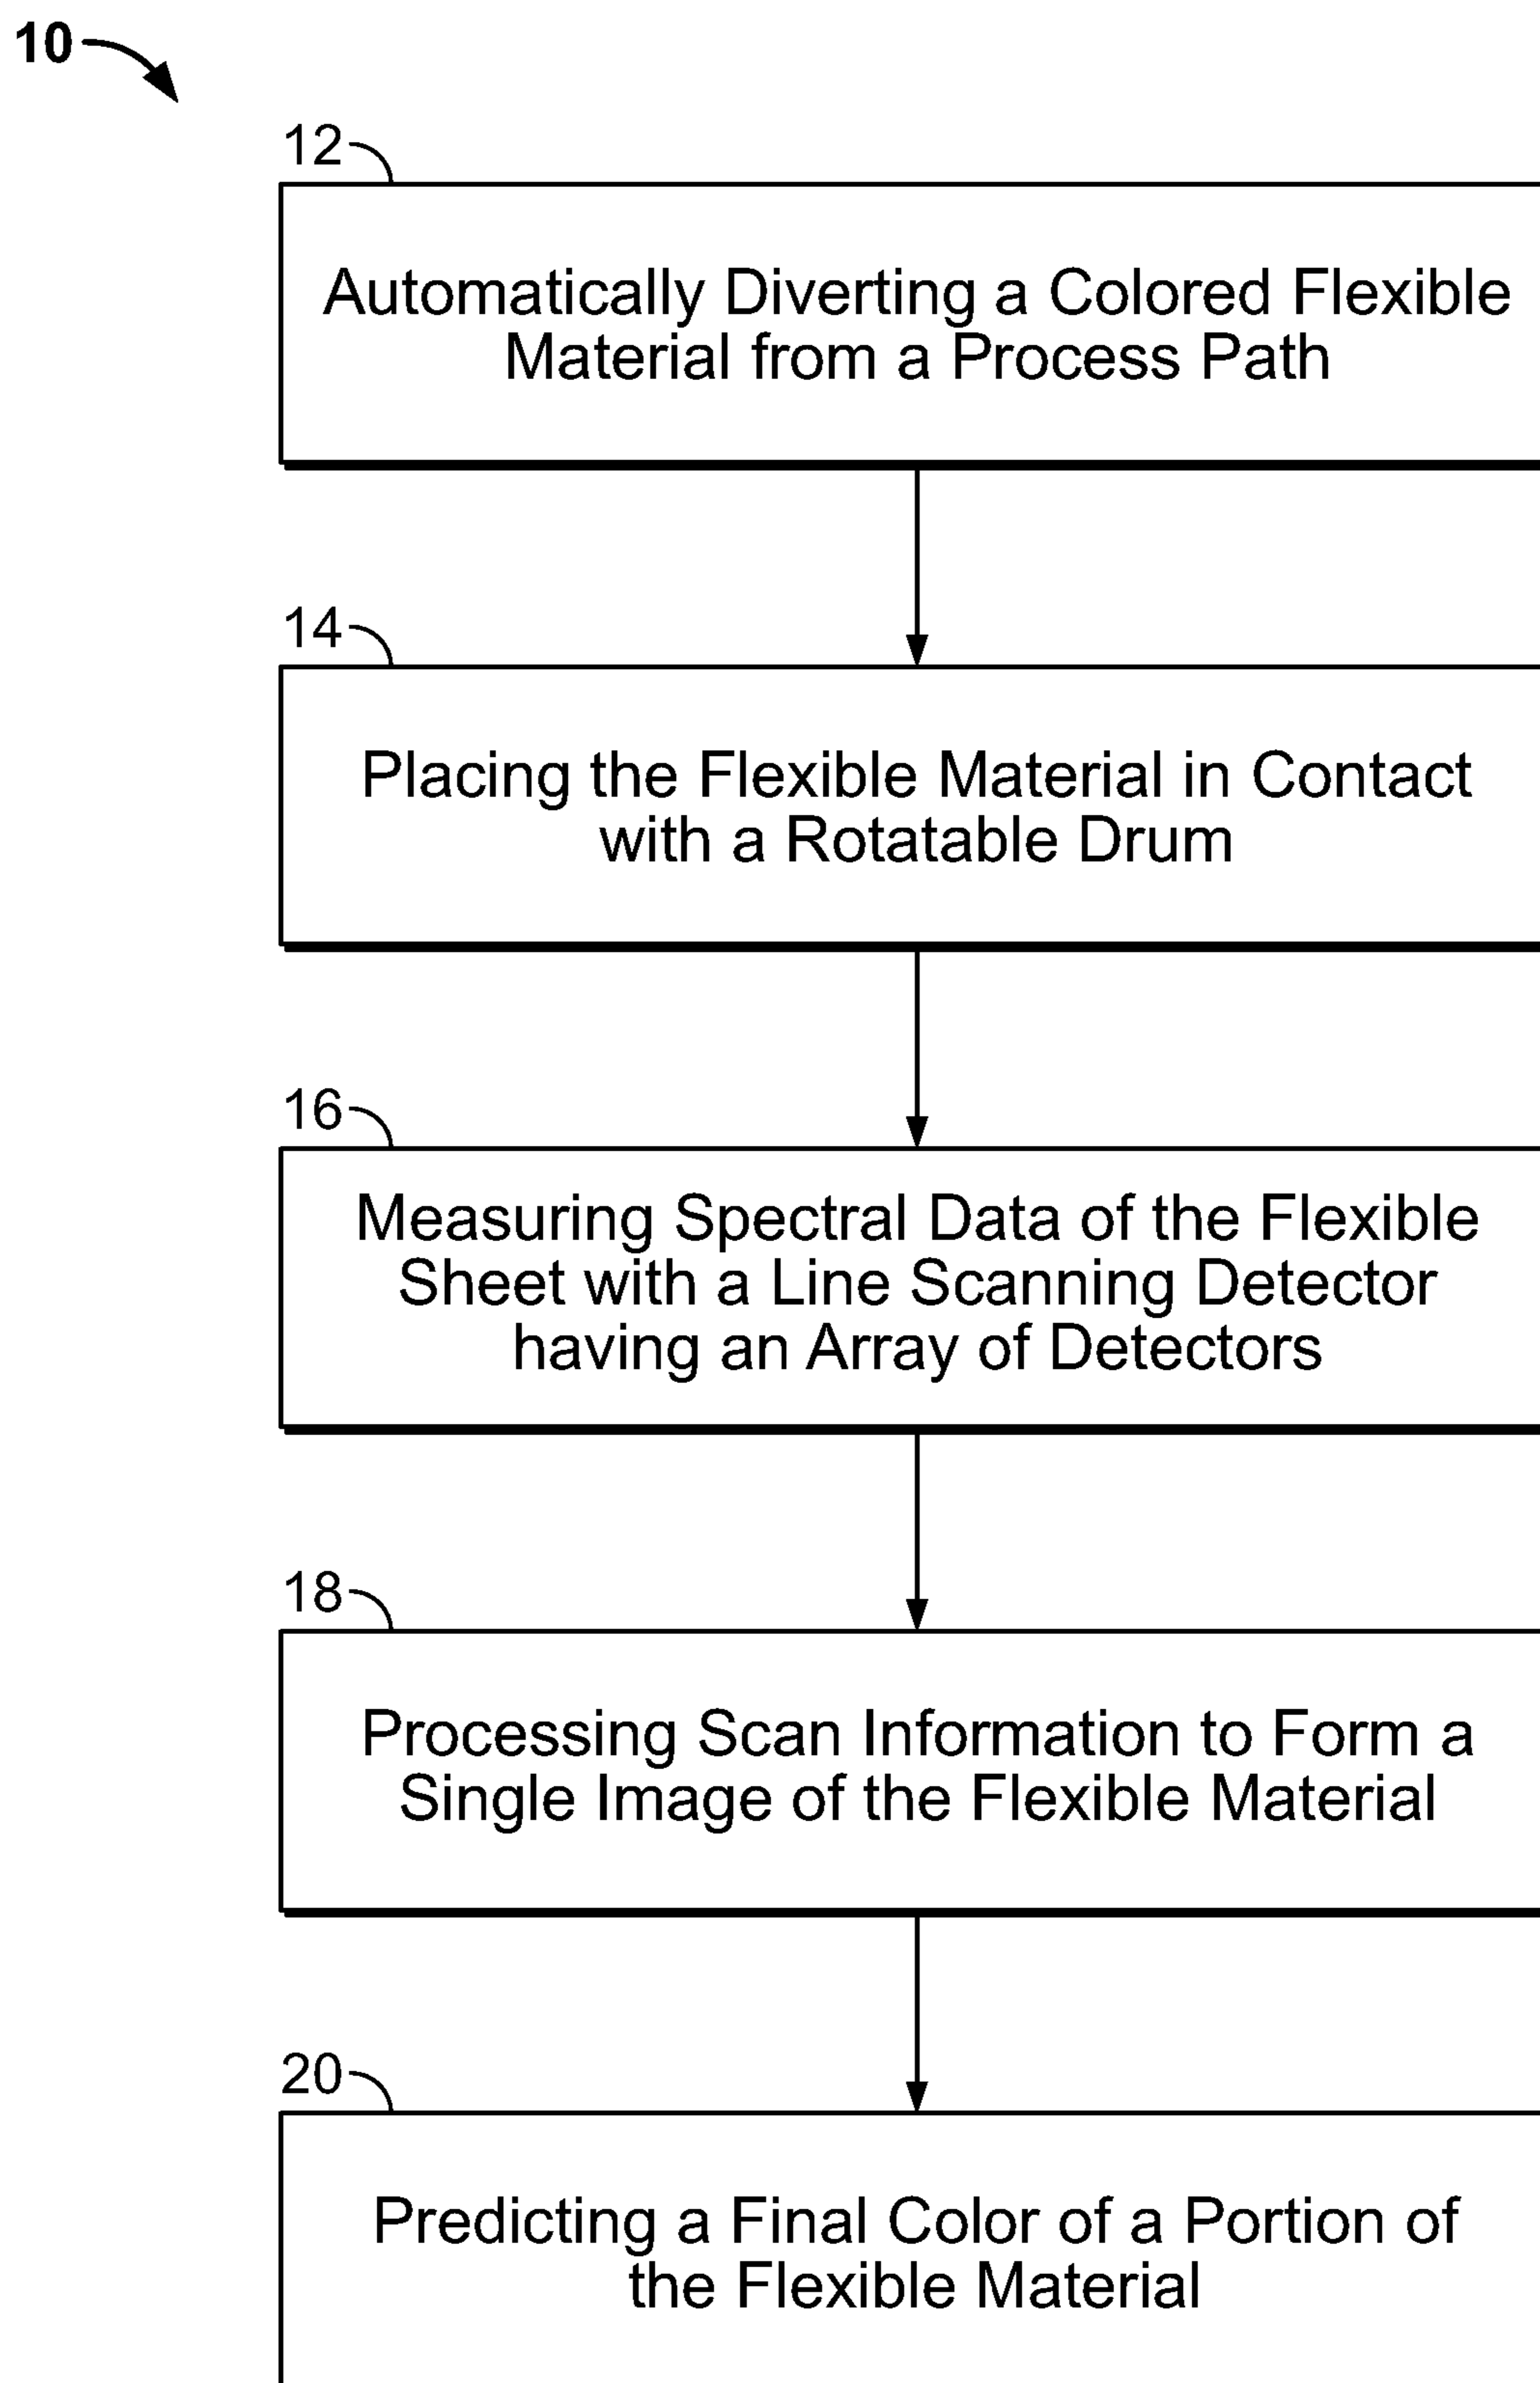 10
12
Automatically Diverting a Colored Flexible
Material from a Process Path
14
Placing the Flexible Material in Contact
with a Rotatable Drum
16
Measuring Spectral Data of the Flexible
Sheet with a Line Scanning Detector
having an Array of Detectors
18
Processing Scan Information to Form a
Single Image of the Flexible Material
20
Predicting a Final Color of a Portion of
the Flexible Material